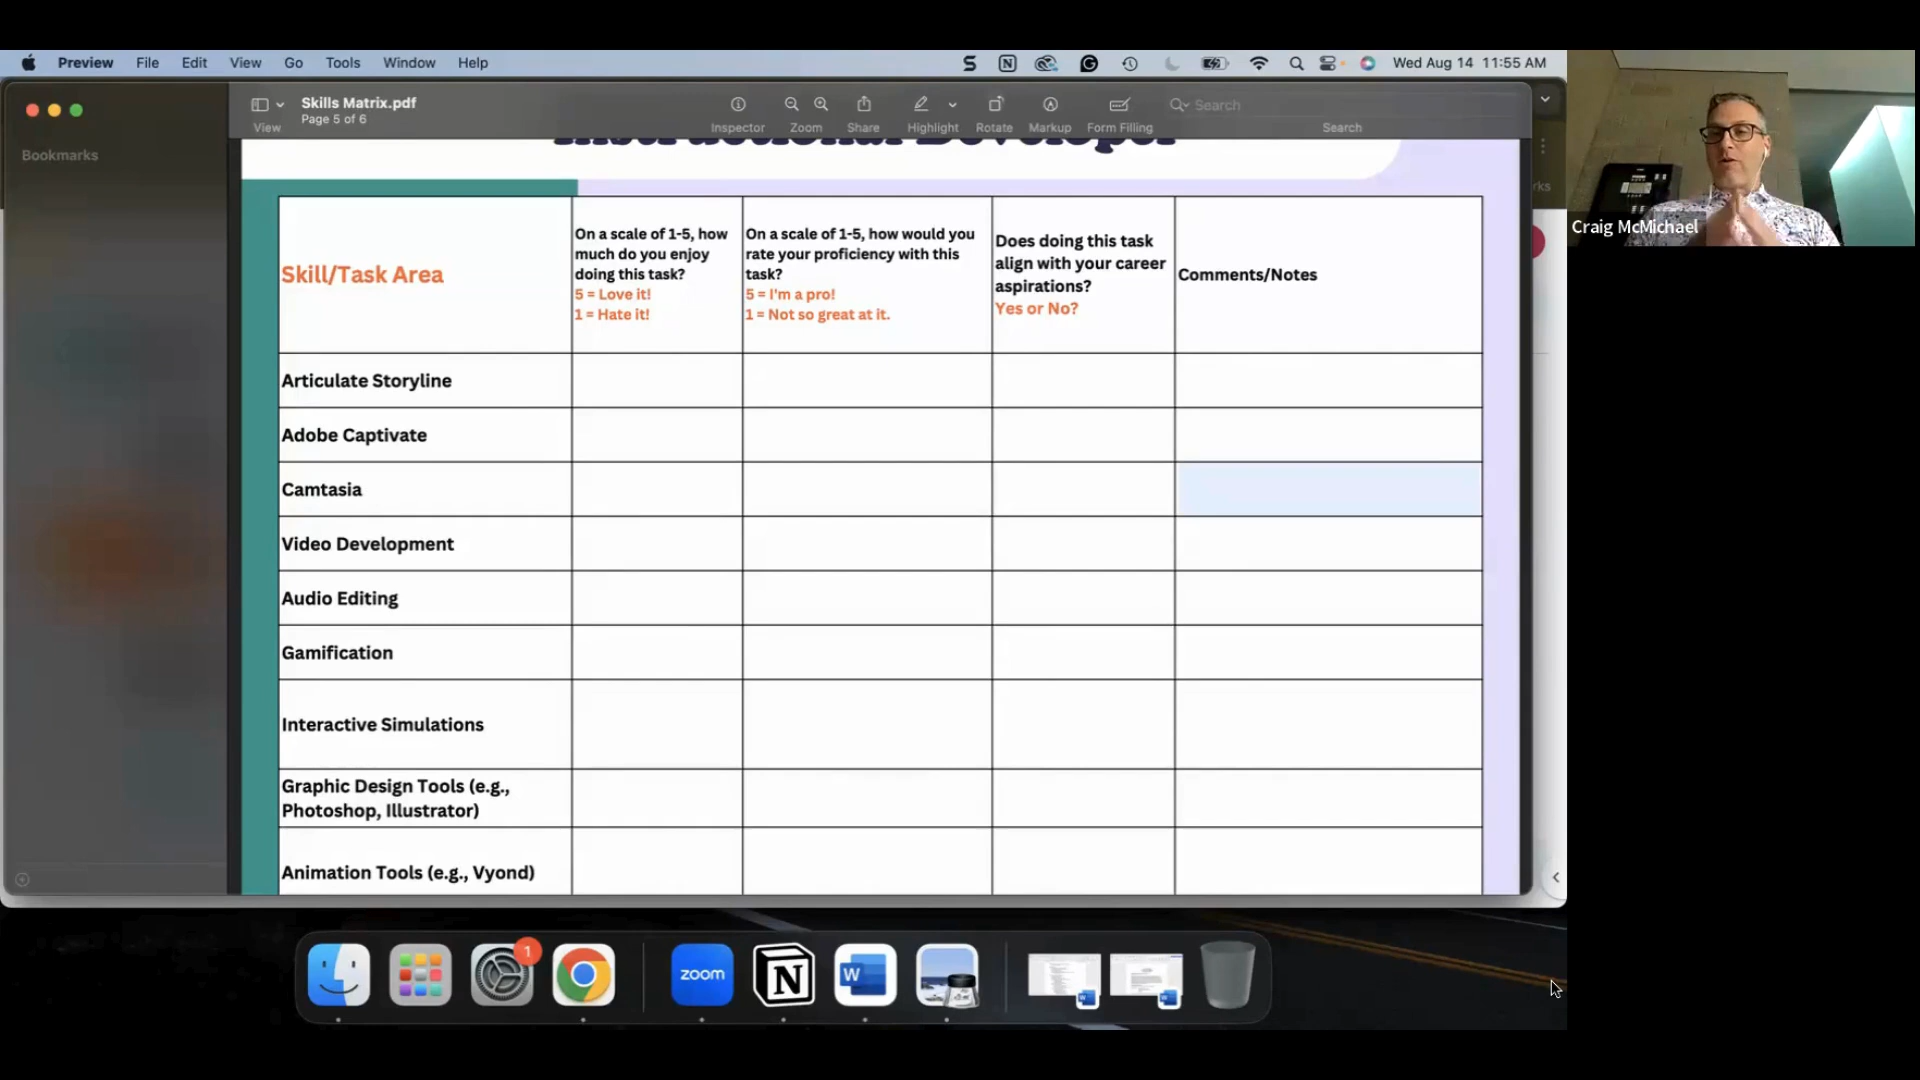 Preview File Edit View Go Tools Window Help
Wed Aug 14 11:55 AM
Skills Matrix.pdf
Page 5 of 6
View
Inspector
Zoom
Share
Highlight
Rotate
Markup
Form Filling
Search
Search
Bookmarks
rks
Instructional Developer
Skill/Task Area
On a scale of 1-5, how
much do you enjoy
doing this task?
5 = Love it!
1 = Hate it!
On a scale of 1-5, how would you
rate your proficiency with this
task?
5 = I'm a pro!
1 = Not so great at it.
Does doing this task
align with your career
aspirations?
Yes or No?
Comments/Notes
Articulate Storyline
Adobe Captivate
Camtasia
Video Development
Audio Editing
Gamification
Interactive Simulations
Graphic Design Tools (e.g.,
Photoshop, Illustrator)
Animation Tools (e.g., Vyond)
Craig McMichael
1
zoom
N
W